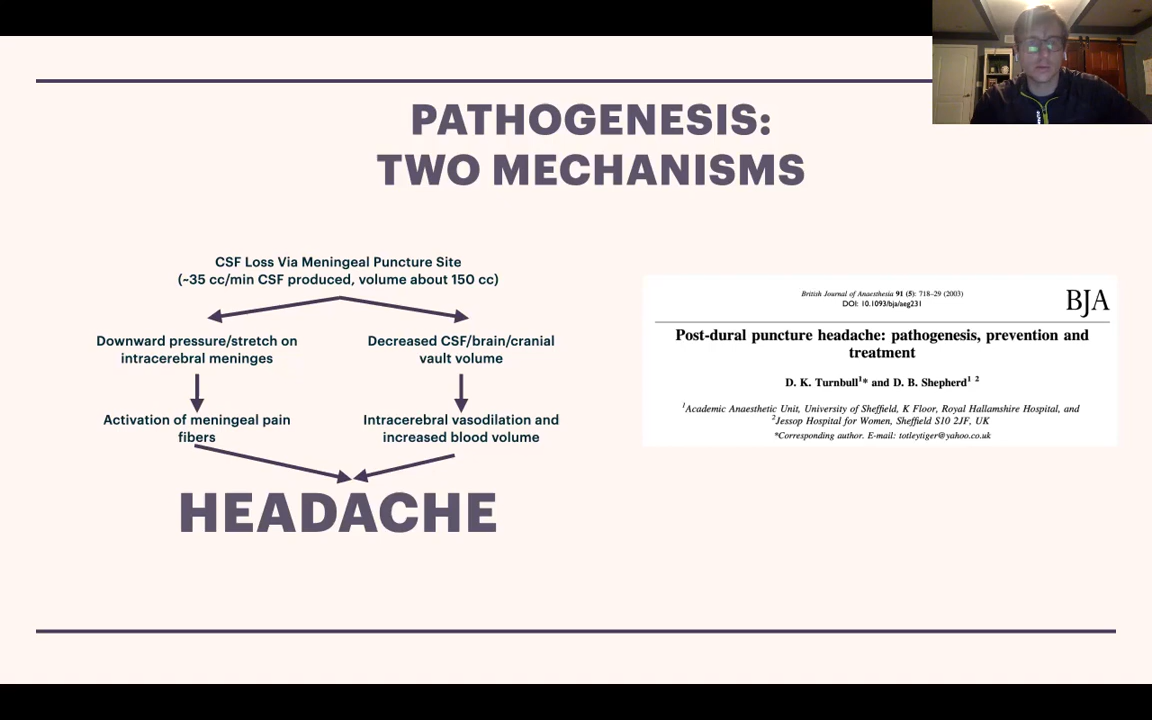 PATHOGENESIS:
TWO MECHANISMS
CSF Loss Via Meningeal Puncture Site
(~35 cc/min CSF produced, volume about 150 cc)
Downward pressure/stretch on
intracerebral meninges
Decreased CSF/brain/cranial
vault volume
Activation of meningeal pain
fibers
Intracerebral vasodilation and
increased blood volume
HEADACHE
British Journal of Anaesthesia 91 (5): 718–29 (2003)
DOI: 10.1093/bja/aeg231
BJA
Post-dural puncture headache: pathogenesis, prevention and
treatment
D. K. Turnbull1* and D. B. Shepherd1 2
1Academic Anaesthetic Unit, University of Sheffield, K Floor, Royal Hallamshire Hospital, and
2Jessop Hospital for Women, Sheffield S10 2JF, UK
*Corresponding author. E-mail: totleytiger@yahoo.co.uk